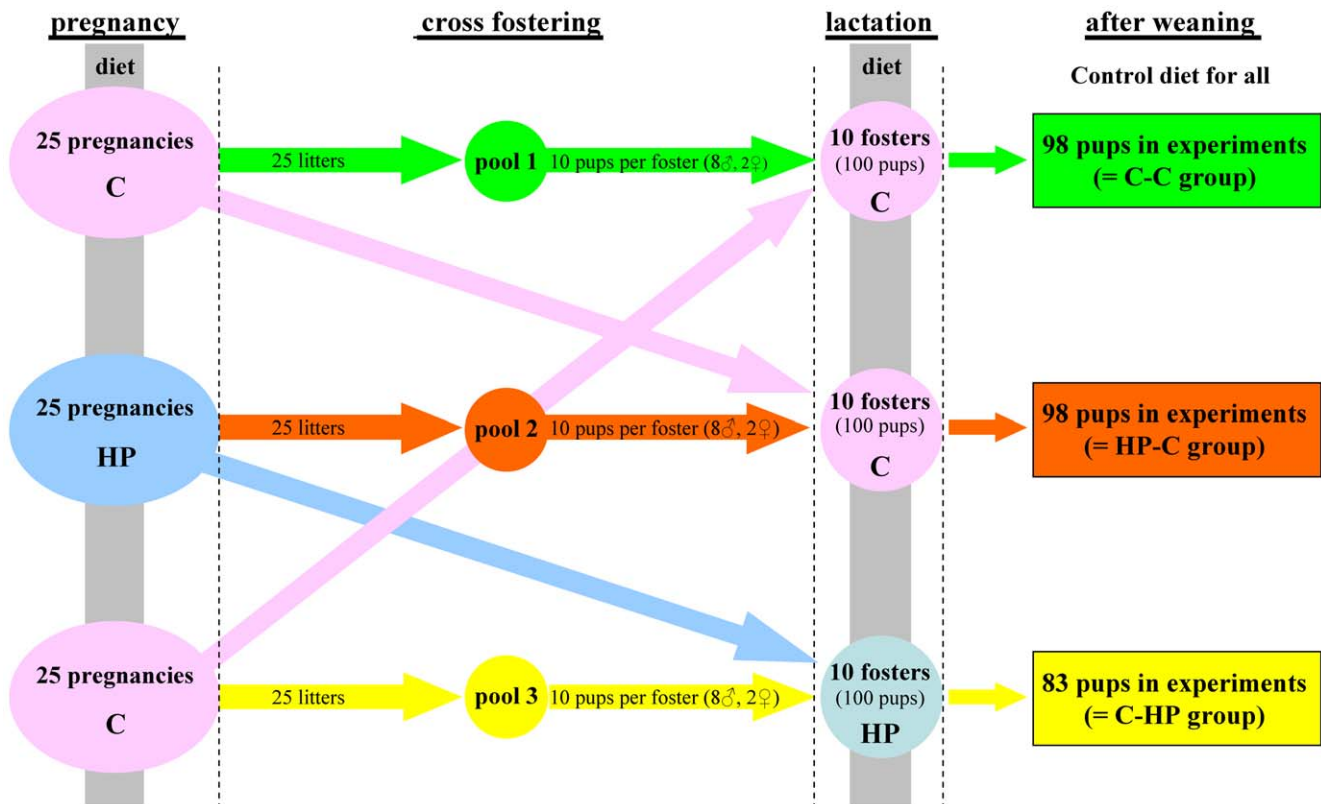 pregnancy
cross fostering
lactation
after weaning
diet
diet
Control diet for all
25 pregnancies
C
25 litters
pool 1
10 pups per foster (8♂, 2♀)
10 fosters
(100 pups)
C
98 pups in experiments
(= C-C group)
25 pregnancies
HP
25 litters
pool 2
10 pups per foster (8♂, 2♀)
10 fosters
(100 pups)
C
98 pups in experiments
(= HP-C group)
25 pregnancies
C
25 litters
pool 3
10 pups per foster (8♂, 2♀)
10 fosters
(100 pups)
HP
83 pups in experiments
(= C-HP group)